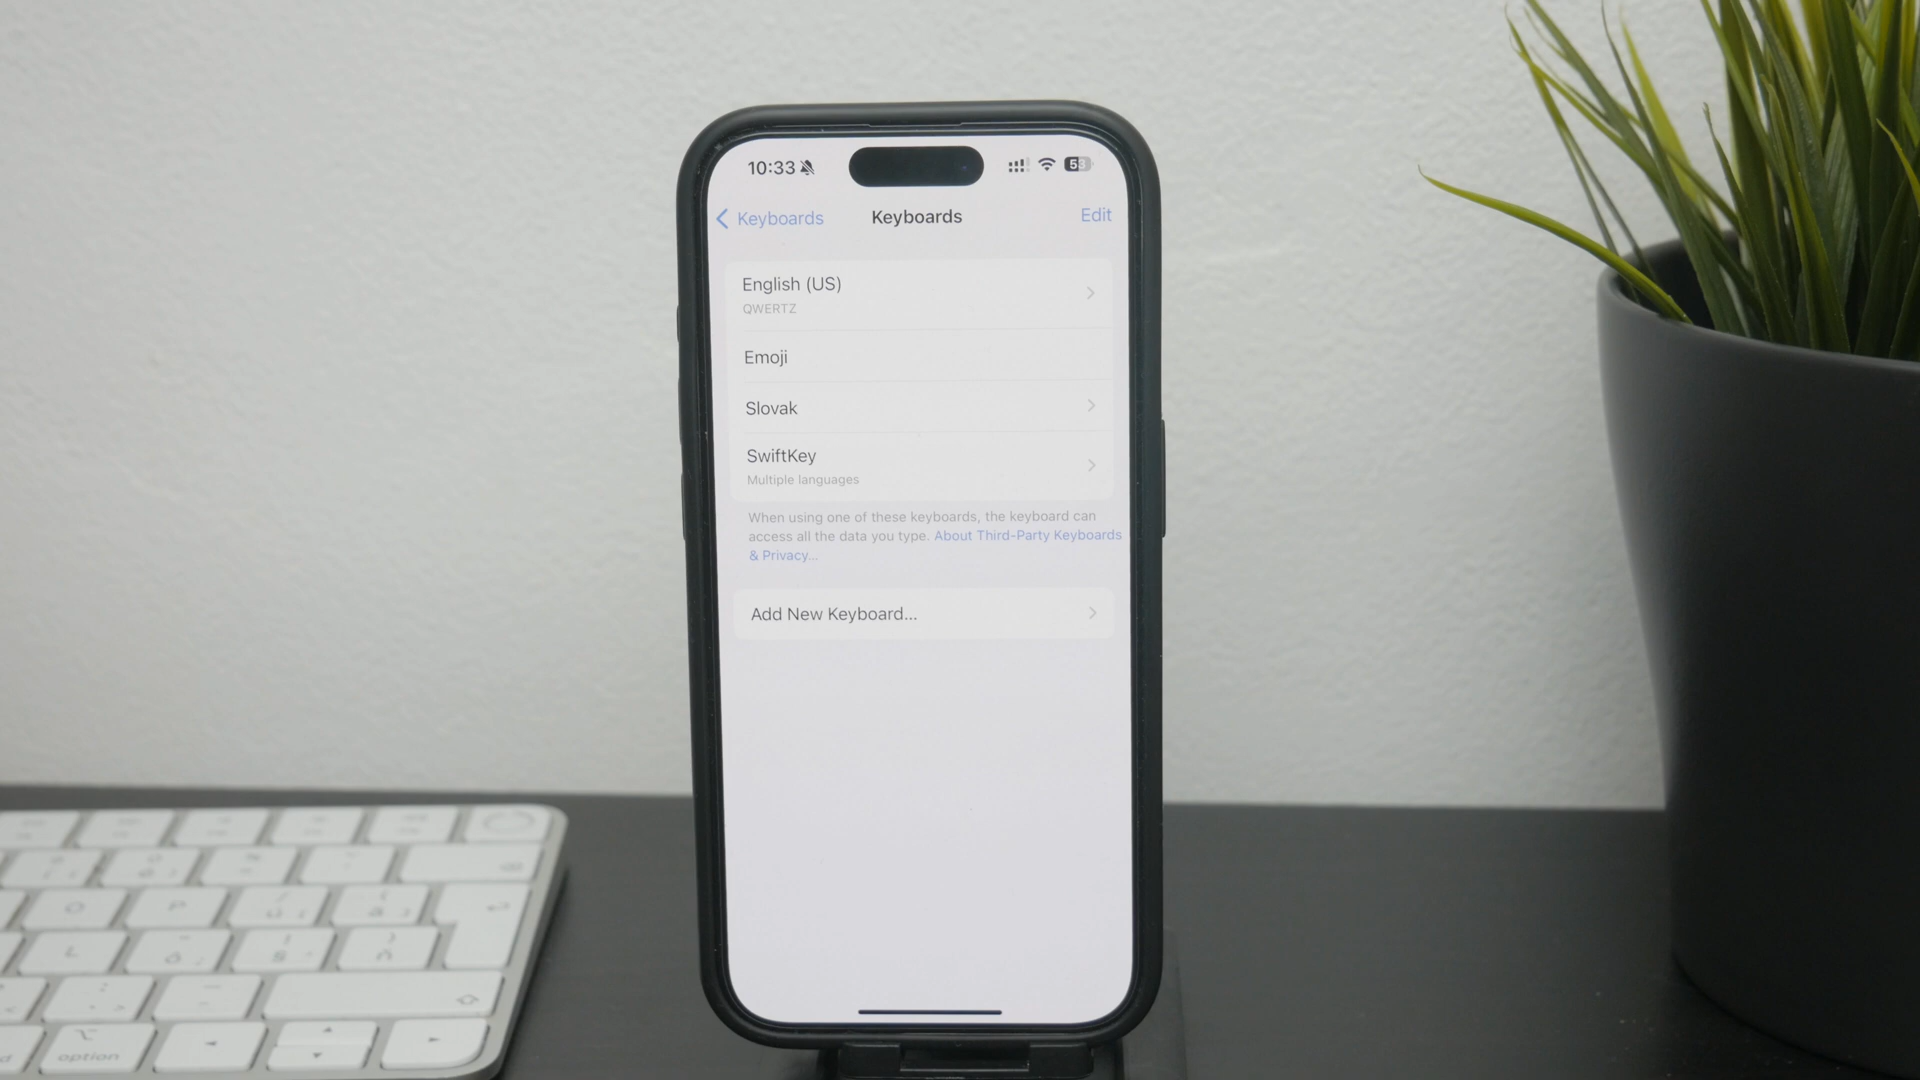 10:33
53
Keyboards
Keyboards
Edit
English (US)
QWERTZ
Emoji
Slovak
SwiftKey
Multiple languages
When using one of these keyboards, the keyboard can
access all the data you type. About Third-Party Keyboards
& Privacy...
Add New Keyboard...
O
P
L
option